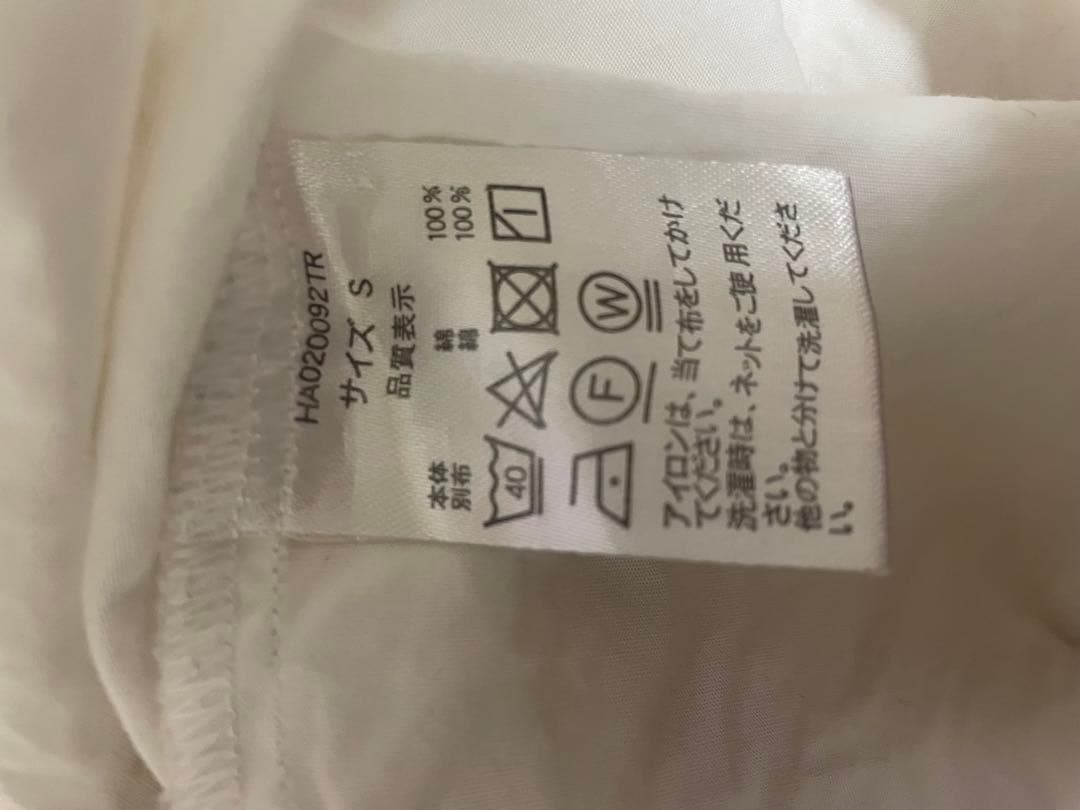 HA020092TR
サイズ S
品質表示
本体 綿 100%
別布 綿 100%
40
F W
アイロンは、当て布をしてかけ
てください。
洗濯時は、ネットをご使用くだ
さい。
他の物と分けて洗濯してくださ
い。